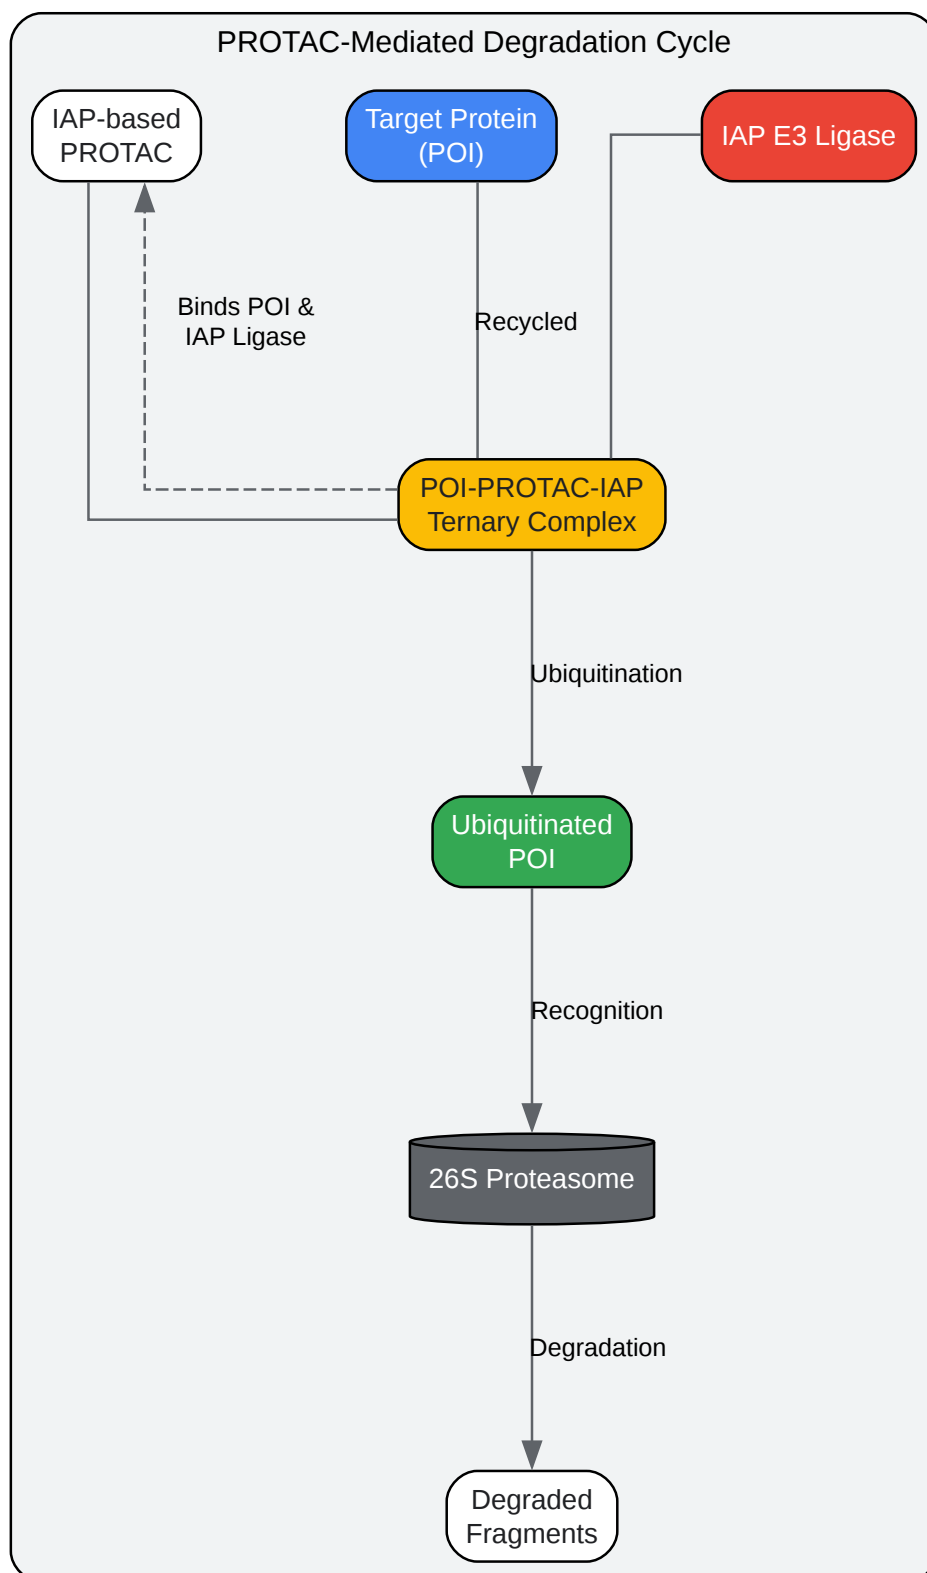 PROTAC-Mediated Degradation Cycle
IAP-based
PROTAC
Target Protein
(POI)
IAP E3 Ligase
Binds POI &
IAP Ligase
Recycled
POI-PROTAC-IAP
Ternary Complex
Ubiquitination
Ubiquitinated
POI
Recognition
26S Proteasome
Degradation
Degraded
Fragments